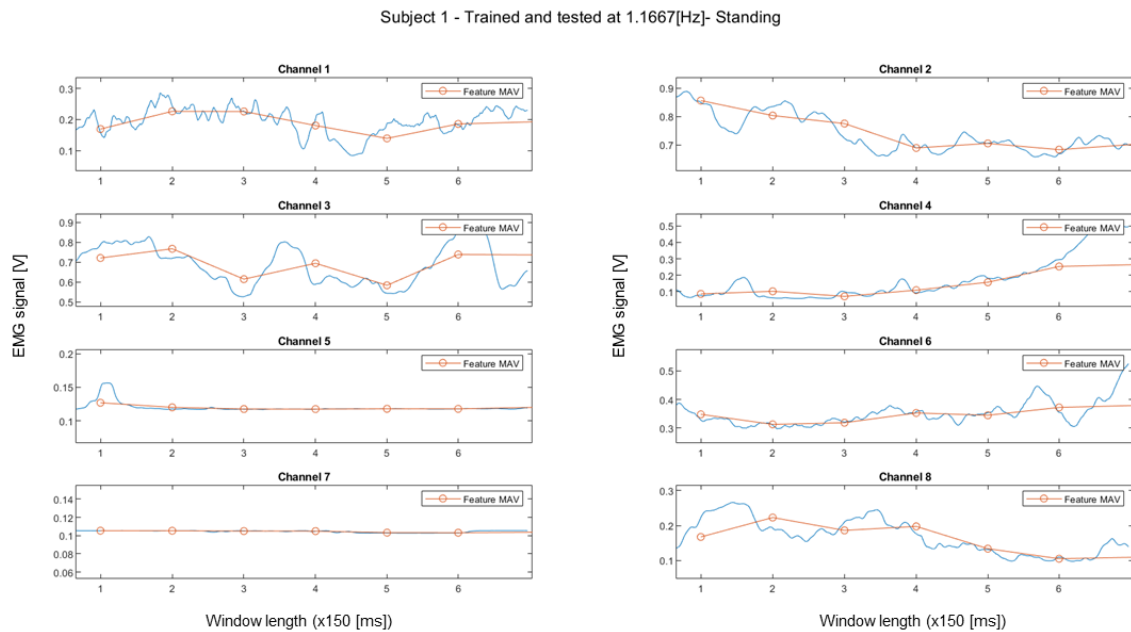 Subject 1 - Trained and tested at 1.1667[Hz]- Standing
Channel 1
Feature MAV
0.3
0.2
0.1
1 2 3 4 5 6
Channel 2
Feature MAV
0.9
0.8
0.7
1 2 3 4 5 6
Channel 3
Feature MAV
0.9
0.8
0.7
0.6
0.5
1 2 3 4 5 6
Channel 4
Feature MAV
0.5
0.4
0.3
0.2
0.1
1 2 3 4 5 6
EMG signal [V]
EMG signal [V]
Channel 5
Feature MAV
0.2
0.15
0.1
1 2 3 4 5 6
Channel 6
Feature MAV
0.5
0.4
0.3
1 2 3 4 5 6
Channel 7
Feature MAV
0.14
0.12
0.1
0.08
0.06
1 2 3 4 5 6
Channel 8
Feature MAV
0.3
0.2
0.1
1 2 3 4 5 6
Window length (x150 [ms])
Window length (x150 [ms])